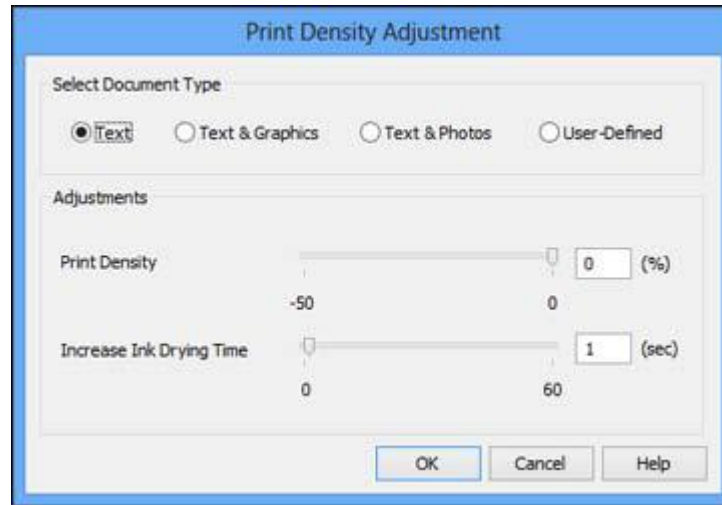 Print Density Adjustment
Select Document Type
Text Text & Graphics Text & Photos User-Defined
Adjustments
Print Density 0 (%)
-50 0
Increase Ink Drying Time 1 (sec)
0 60
OK Cancel Help